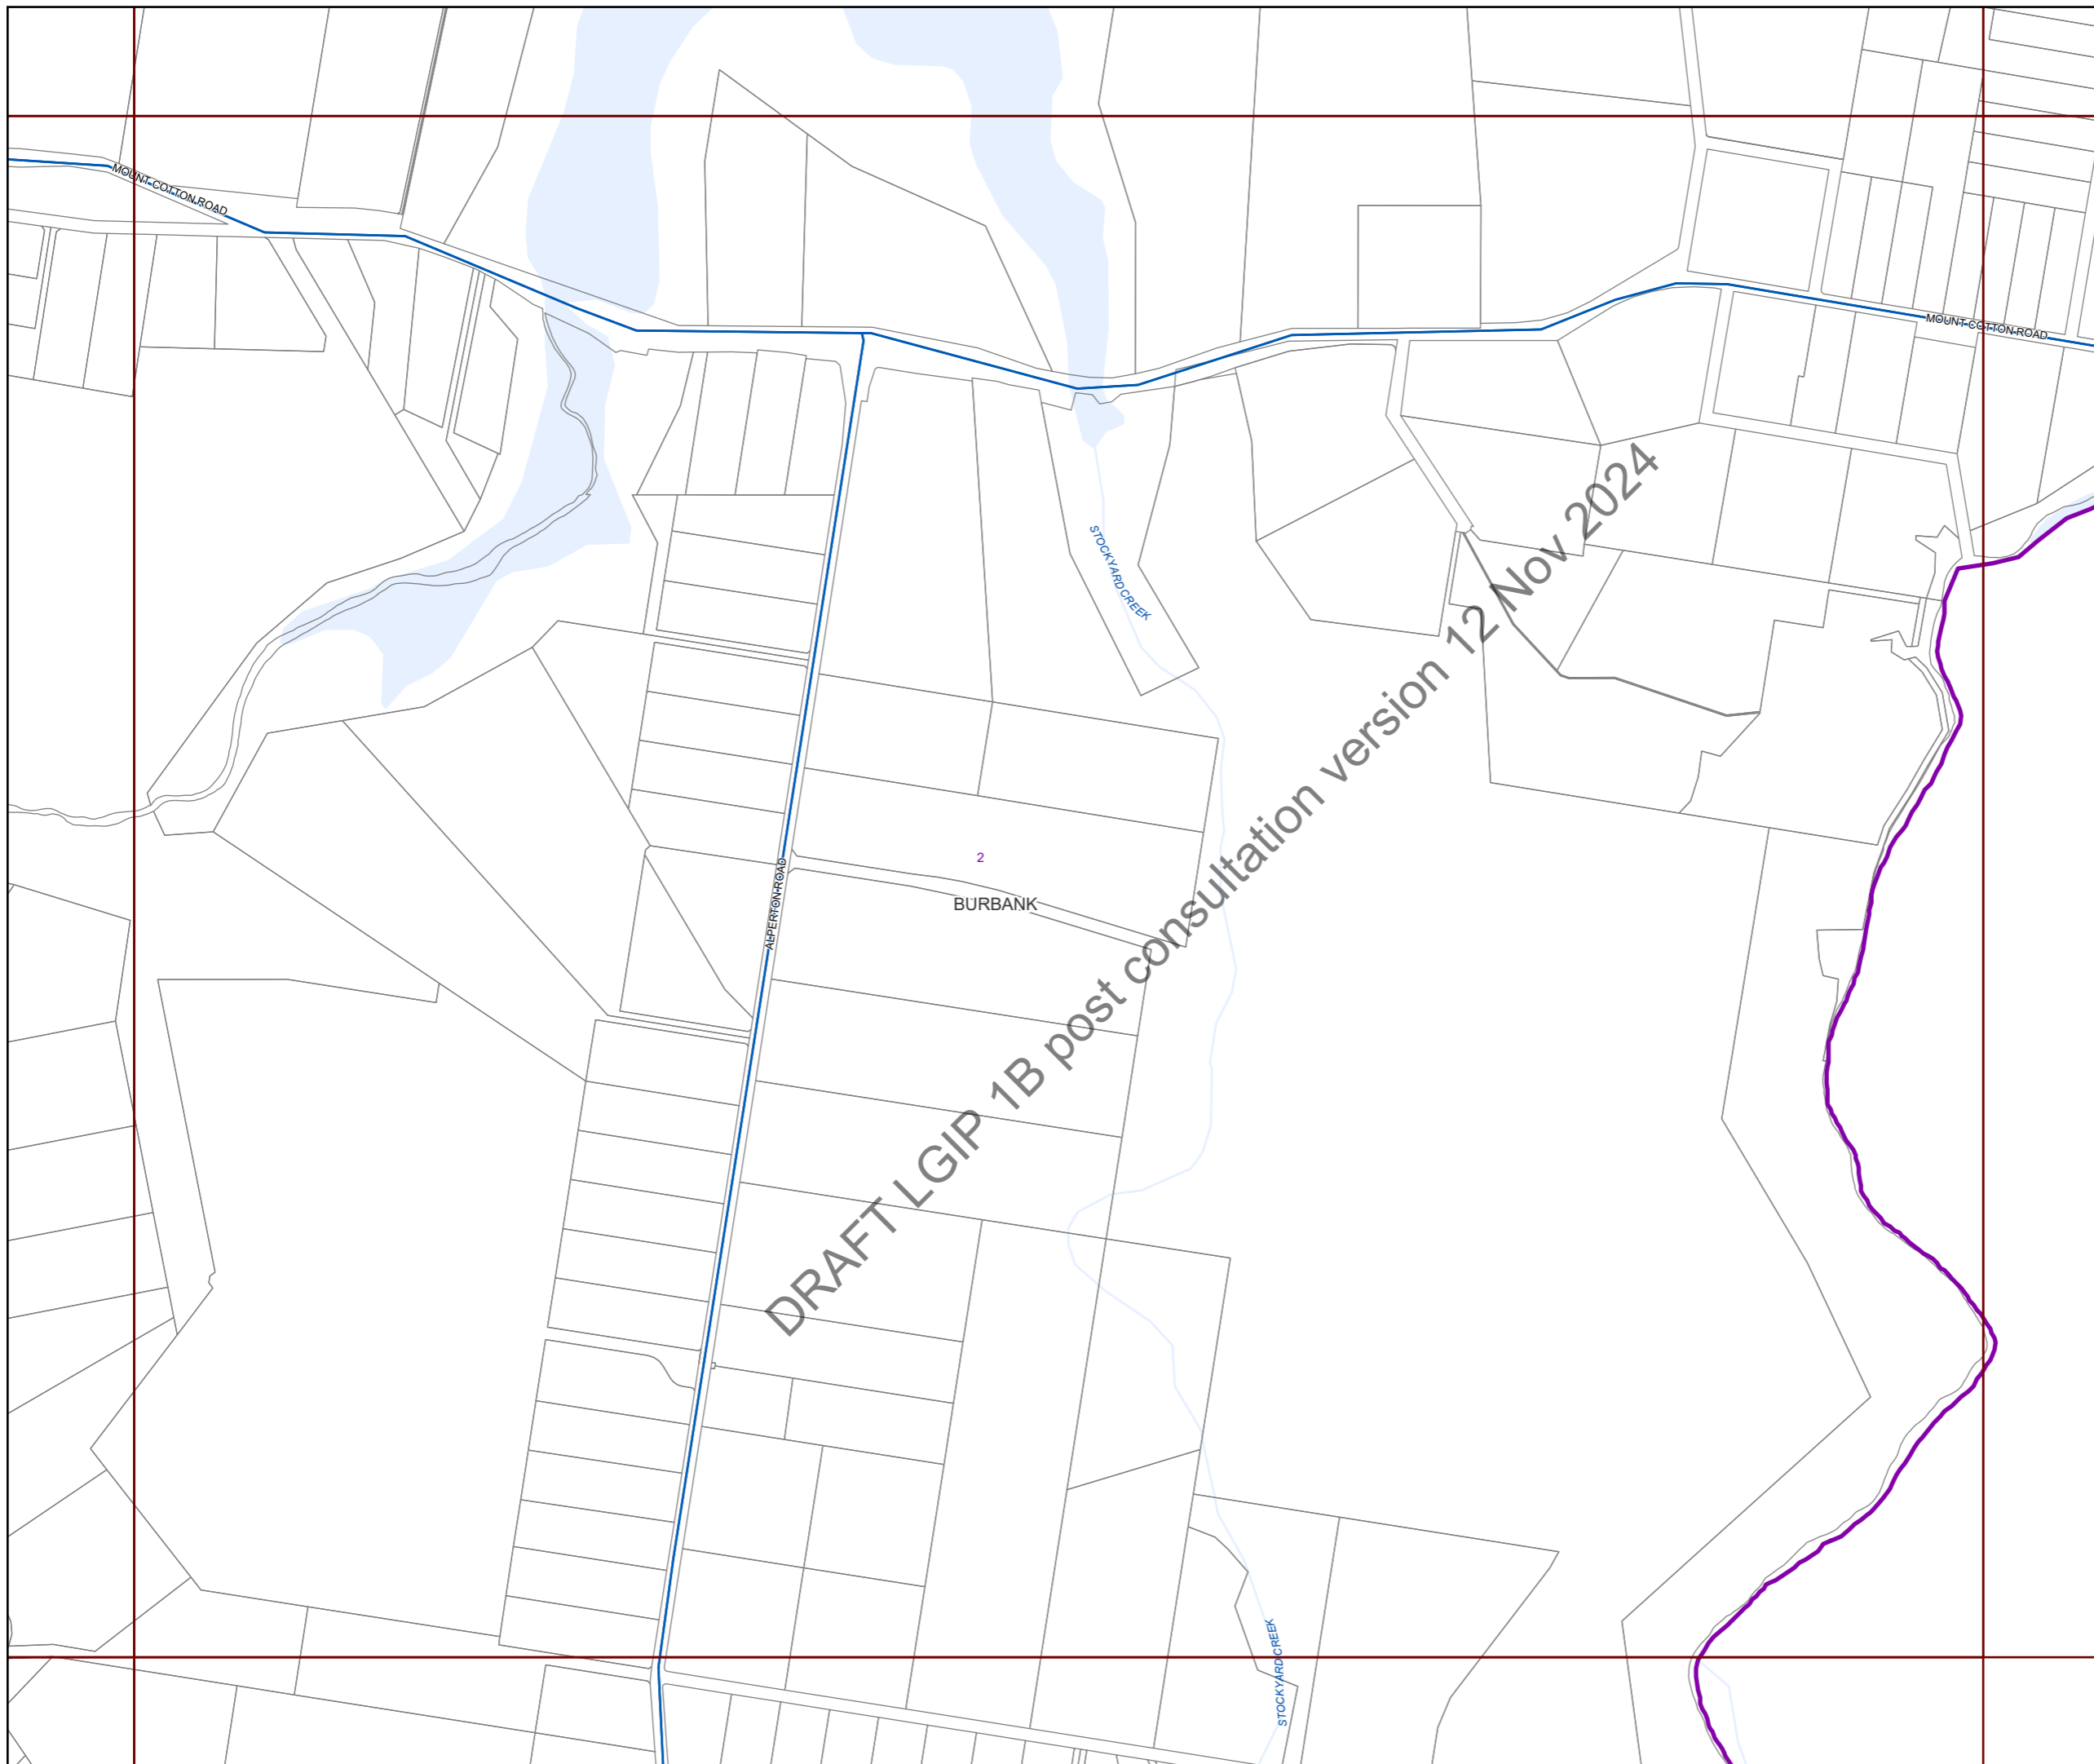 MOUNT COTTON ROAD
MOUNT COTTON ROAD
STOCKYARD CREEK
2
BURBANK
ALPERTON ROAD
DRAFT LGIP 1B post consultation version 12 Nov 2024
STOCKYARD CREEK